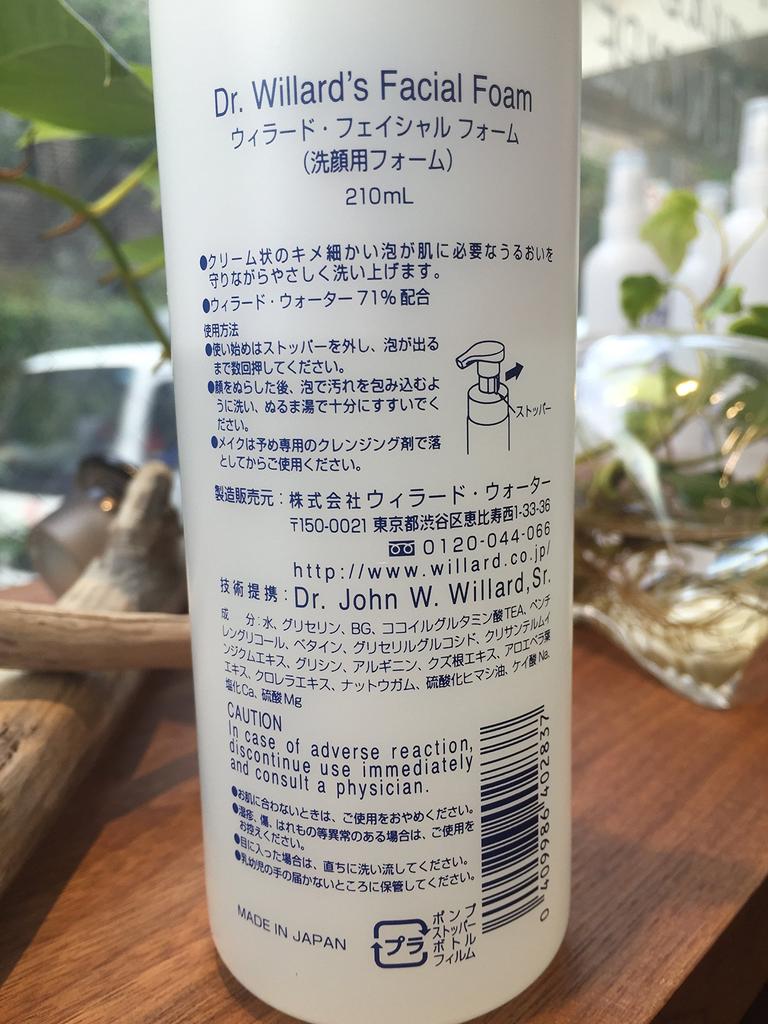 Dr. Willard's Facial Foam
ウィラード・フェイシャル フォーム
（洗顔用フォーム）
210mL
●クリーム状のキメ細かい泡が肌に必要なうるおいを
守りながらやさしく洗い上げます。
●ウィラード・ウォーター 71% 配合
使用方法
●使い始めはストッパーを外し、泡が出る
まで数回押してください。
●顔をぬらした後、泡で汚れを包み込むよ
うに洗い、ぬるま湯で十分にすすいでく
ださい。
●メイクは予め専用のクレンジング剤で落
としてからご使用ください。
ストッパー
製造販売元：株式会社ウィラード・ウォーター
〒150-0021 東京都渋谷区恵比寿西1-33-36
0120-044-066
http://www.willard.co.jp/
技術提携：Dr. John W. Willard,Sr.
成　分：水、グリセリン、BG、ココイルグルタミン酸TEA、ペンチ
レングリコール、ベタイン、グリセリルグルコシド、クリサンテルムイ
ンジクムエキス、グリシン、アルギニン、クズ根エキス、アロエベラ葉
エキス、クロレラエキス、ナットウガム、硫酸化ヒマシ油、ケイ酸Na、
塩化Ca、硫酸Mg
CAUTION
In case of adverse reaction,
discontinue use immediately
and consult a physician.
●お肌に合わないときは、ご使用をおやめください。
●湿疹、傷、はれもの等異常のある場合は、ご使用を
お控えください。
●目に入った場合は、直ちに洗い流してください。
●乳幼児の手の届かないところに保管してください。
0 409986 402837
MADE IN JAPAN
プラ
ポンプ
ストッパー
ボトル
フィルム